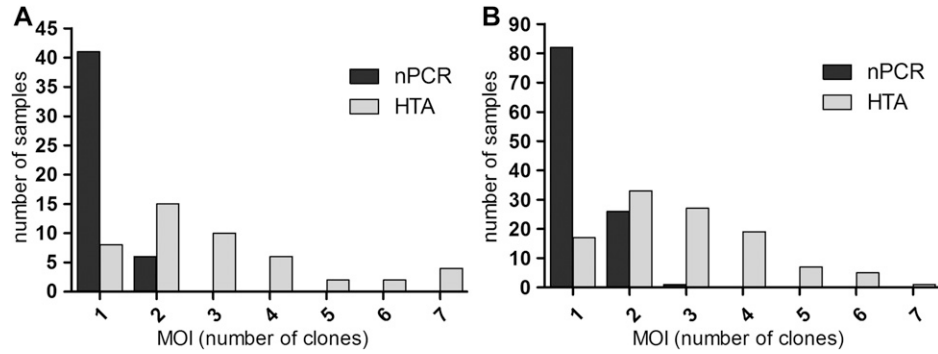 A
number of samples
45
40
35
30
25
20
15
10
5
0
nPCR
HTA
1 2 3 4 5 6 7
MOI (number of clones)
B
number of samples
90
80
70
60
50
40
30
20
10
0
nPCR
HTA
1 2 3 4 5 6 7
MOI (number of clones)